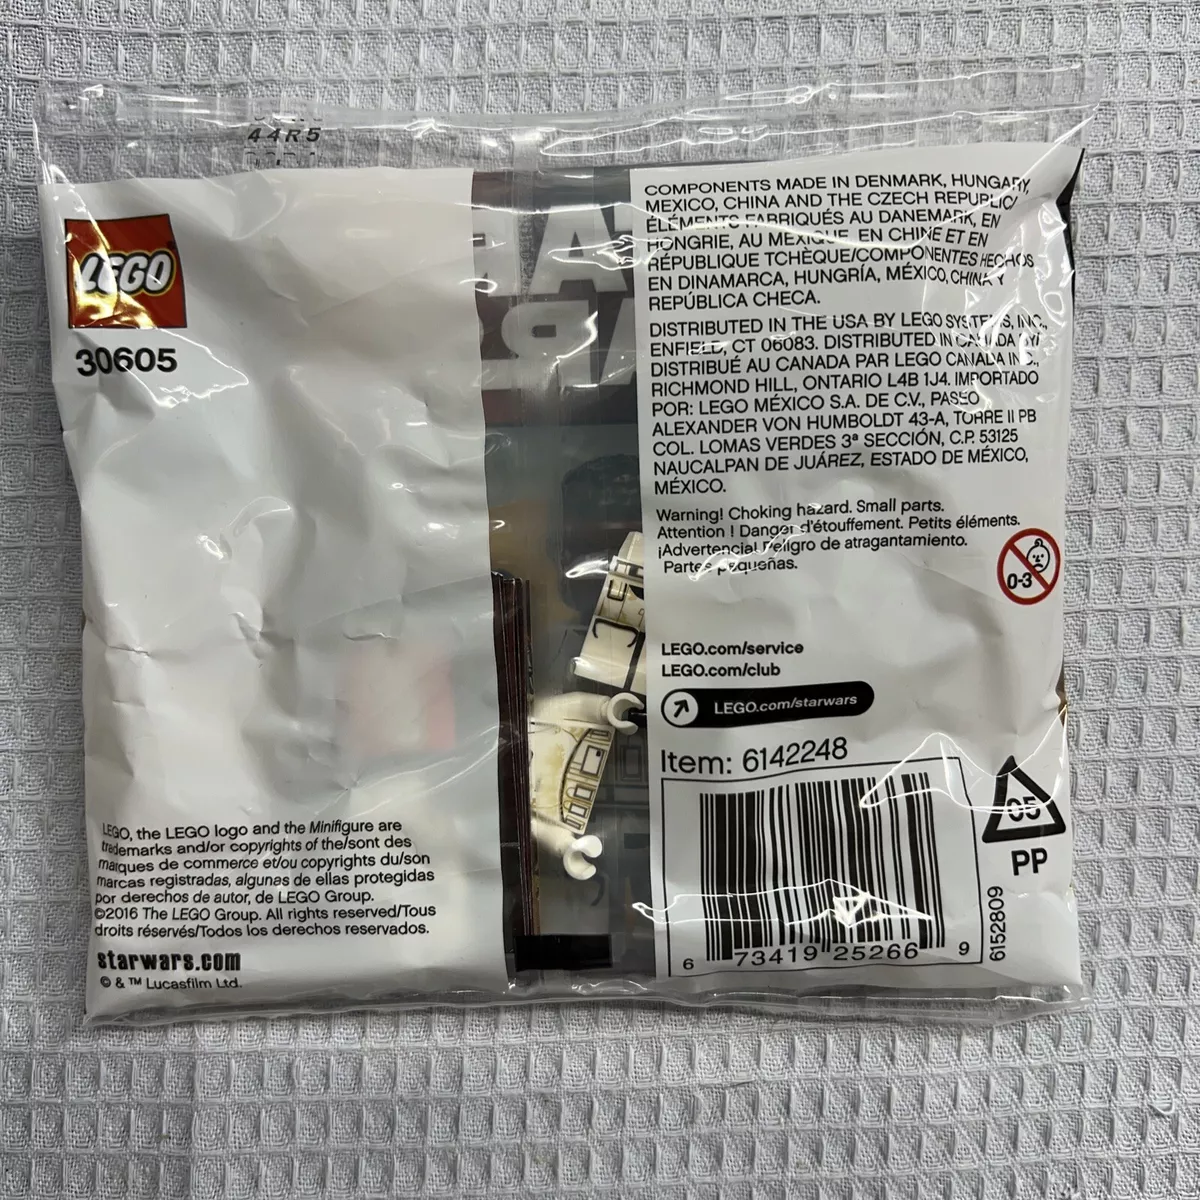 44R5
LEGO
30605
LEGO, the LEGO logo and the Minifigure are
trademarks and/or copyrights of the/sont des
marques de commerce et/ou copyrights du/son
marcas registradas, algunas de ellas protegidas
por derechos de autor, de LEGO Group.
©2016 The LEGO Group. All rights reserved/Tous
droits réservés/Todos los derechos reservados.
starwars.com
© & ™ Lucasfilm Ltd.
COMPONENTS MADE IN DENMARK, HUNGARY,
MEXICO, CHINA AND THE CZECH REPUBLIC/
ÉLÉMENTS FABRIQUÉS AU DANEMARK, EN
HONGRIE, AU MEXIQUE, EN CHINE ET EN
RÉPUBLIQUE TCHÈQUE/COMPONENTES HECHOS
EN DINAMARCA, HUNGRÍA, MÉXICO, CHINA Y
REPÚBLICA CHECA.
DISTRIBUTED IN THE USA BY LEGO SYSTEMS, INC.,
ENFIELD, CT 06083. DISTRIBUTED IN CANADA BY/
DISTRIBUÉ AU CANADA PAR LEGO CANADA INC.,
RICHMOND HILL, ONTARIO L4B 1J4. IMPORTADO
POR: LEGO MÉXICO S.A. DE C.V., PASEO
ALEXANDER VON HUMBOLDT 43-A, TORRE II PB
COL. LOMAS VERDES 3ª SECCIÓN, C.P. 53125
NAUCALPAN DE JUÁREZ, ESTADO DE MÉXICO,
MÉXICO.
Warning! Choking hazard. Small parts.
Attention ! Danger d'étouffement. Petits éléments.
¡Advertencia! Peligro de atragantamiento.
Partes pequeñas.
0-3
LEGO.com/service
LEGO.com/club
LEGO.com/starwars
Item: 6142248
6 73419 25266 9
6152809
05
PP